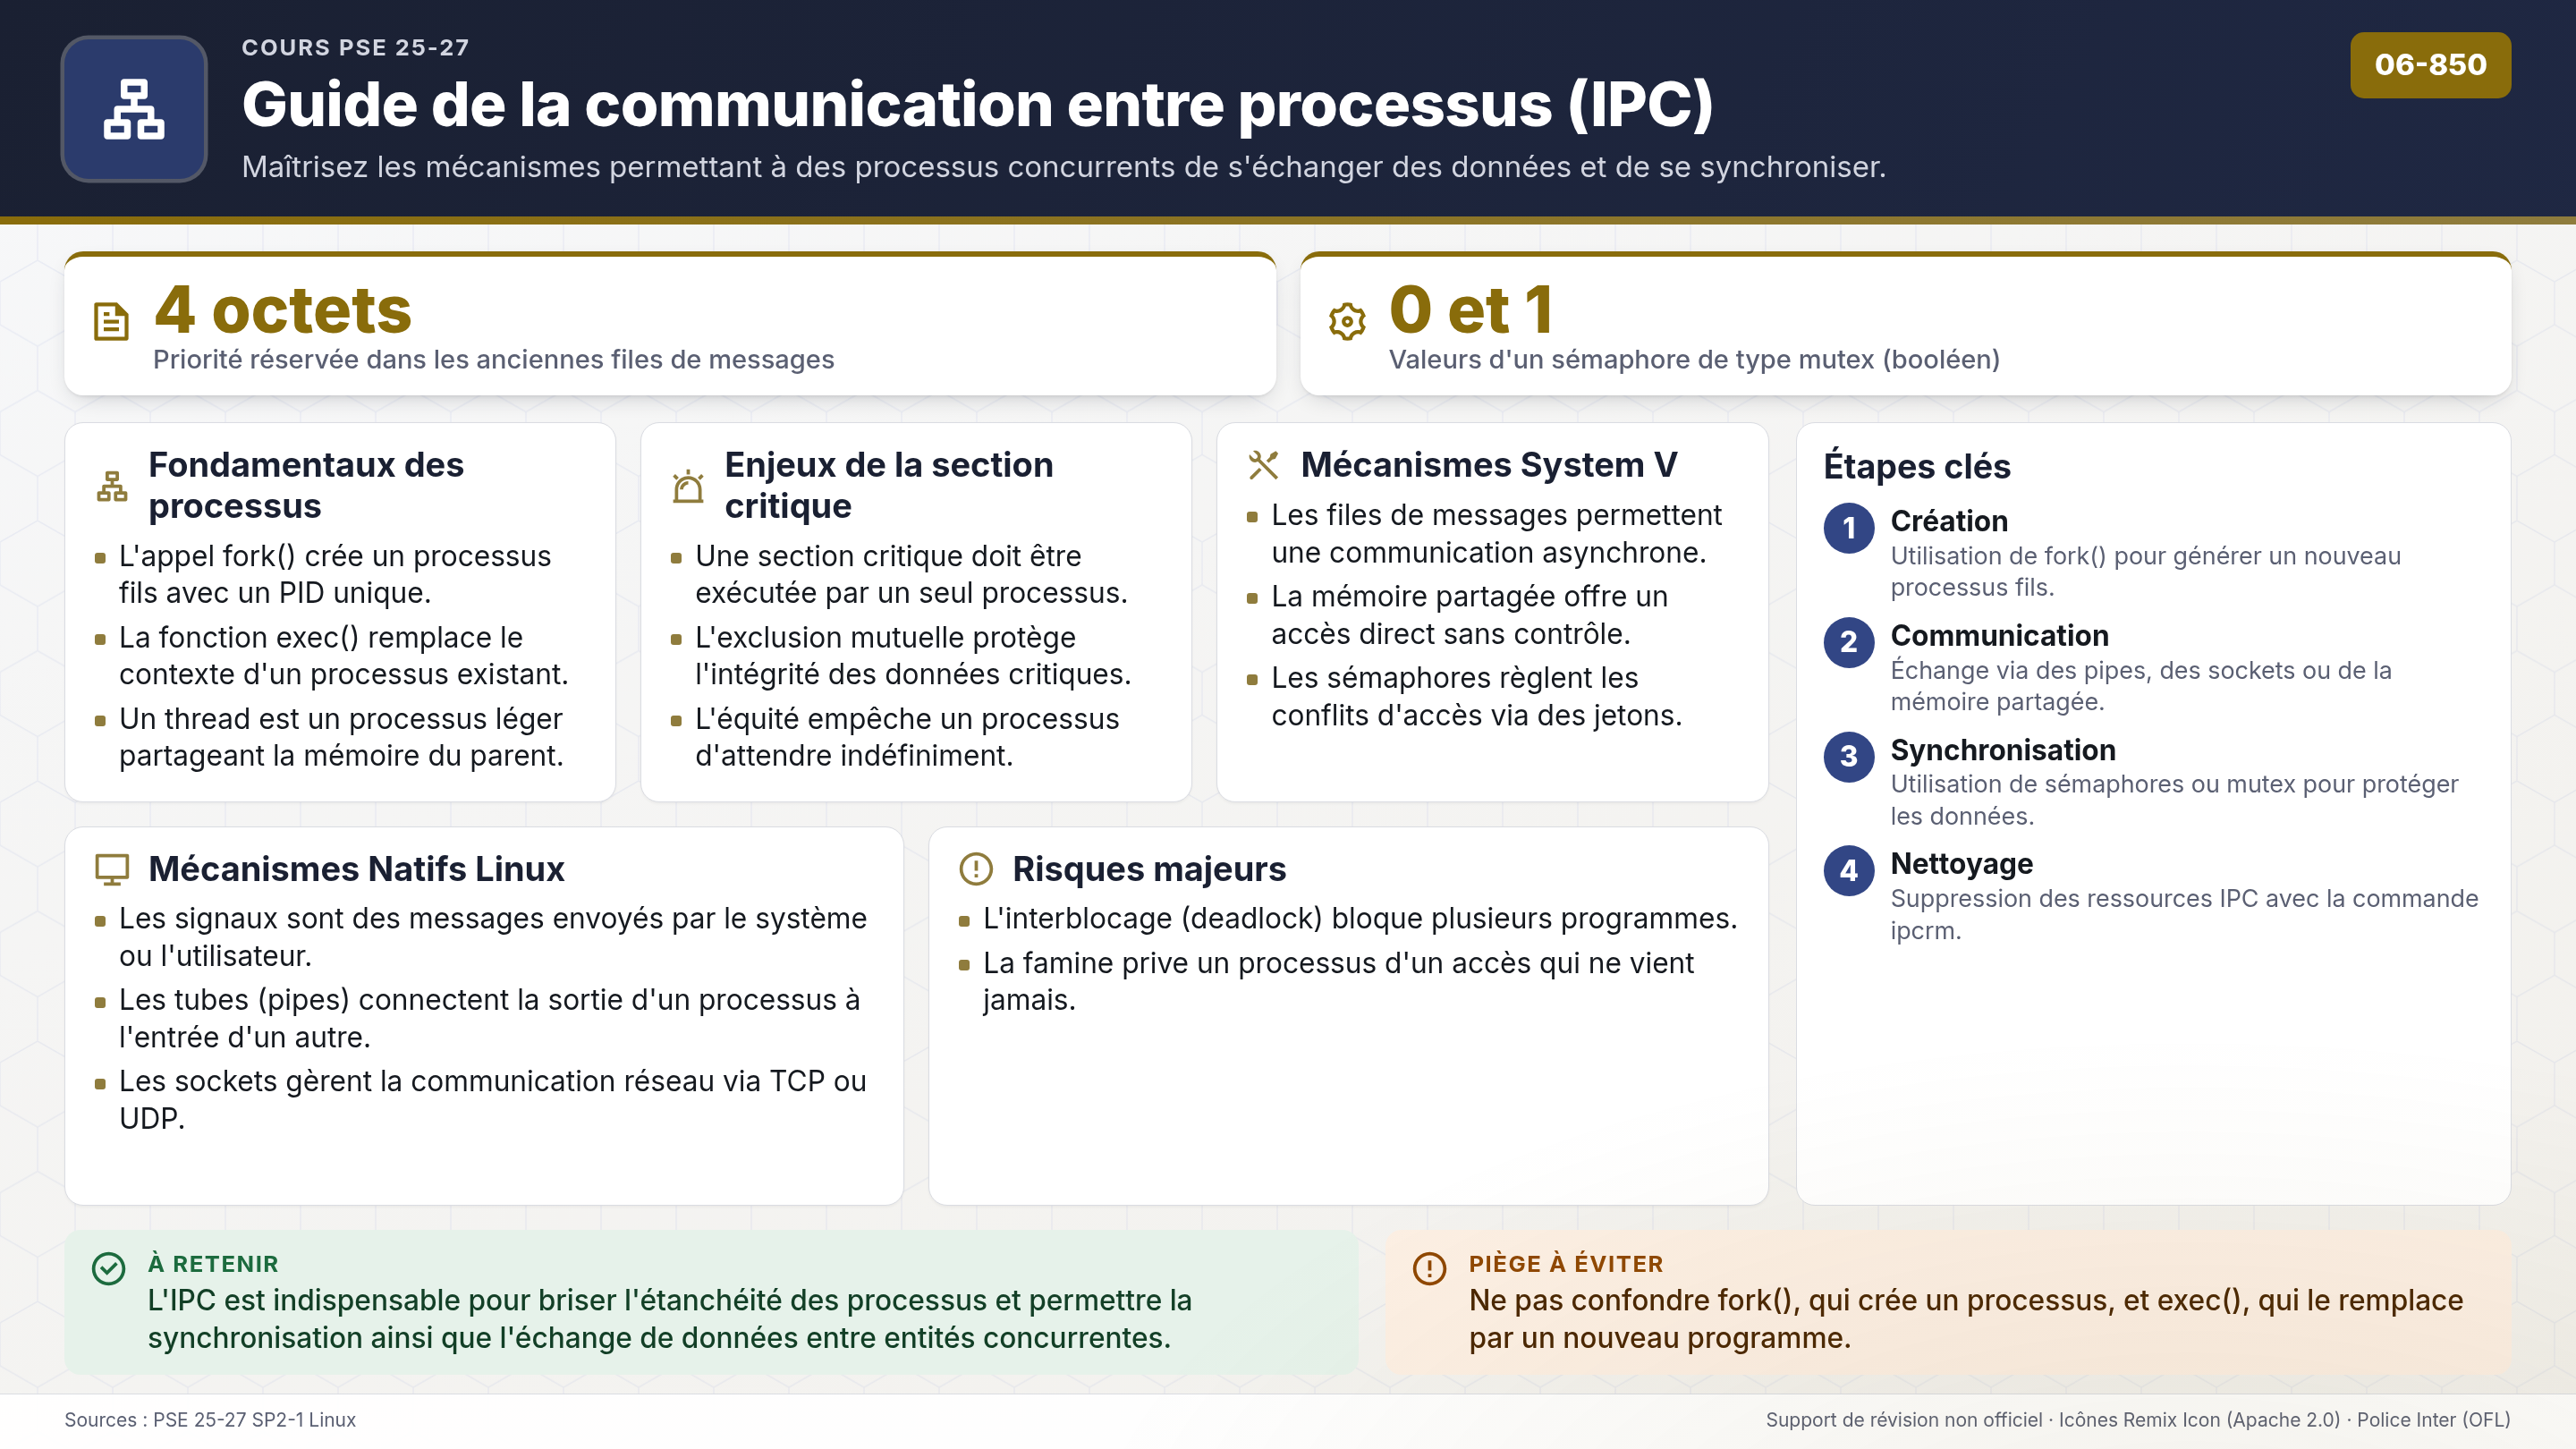 COURS PSE 25-27
Guide de la communication entre processus (IPC)
Maîtrisez les mécanismes permettant à des processus concurrents de s'échanger des données et de se synchroniser.
06-850
4 octets
Priorité réservée dans les anciennes files de messages
0 et 1
Valeurs d'un sémaphore de type mutex (booléen)
Fondamentaux des
processus
L'appel fork() crée un processus
fils avec un PID unique.
La fonction exec() remplace le
contexte d'un processus existant.
Un thread est un processus léger
partageant la mémoire du parent.
Enjeux de la section
critique
Une section critique doit être
exécutée par un seul processus.
L'exclusion mutuelle protège
l'intégrité des données critiques.
L'équité empêche un processus
d'attendre indéfiniment.
Mécanismes System V
Les files de messages permettent
une communication asynchrone.
La mémoire partagée offre un
accès direct sans contrôle.
Les sémaphores règlent les
conflits d'accès via des jetons.
Mécanismes Natifs Linux
Les signaux sont des messages envoyés par le système
ou l'utilisateur.
Les tubes (pipes) connectent la sortie d'un processus à
l'entrée d'un autre.
Les sockets gèrent la communication réseau via TCP ou
UDP.
Risques majeurs
L'interblocage (deadlock) bloque plusieurs programmes.
La famine prive un processus d'un accès qui ne vient
jamais.
Étapes clés
1
Création
Utilisation de fork() pour générer un nouveau
processus fils.
2
Communication
Échange via des pipes, des sockets ou de la
mémoire partagée.
3
Synchronisation
Utilisation de sémaphores ou mutex pour protéger
les données.
4
Nettoyage
Suppression des ressources IPC avec la commande
ipcrm.
À RETENIR
L'IPC est indispensable pour briser l'étanchéité des processus et permettre la
synchronisation ainsi que l'échange de données entre entités concurrentes.
PIÈGE À ÉVITER
Ne pas confondre fork(), qui crée un processus, et exec(), qui le remplace
par un nouveau programme.
Sources : PSE 25-27 SP2-1 Linux
Support de révision non officiel · Icônes Remix Icon (Apache 2.0) · Police Inter (OFL)